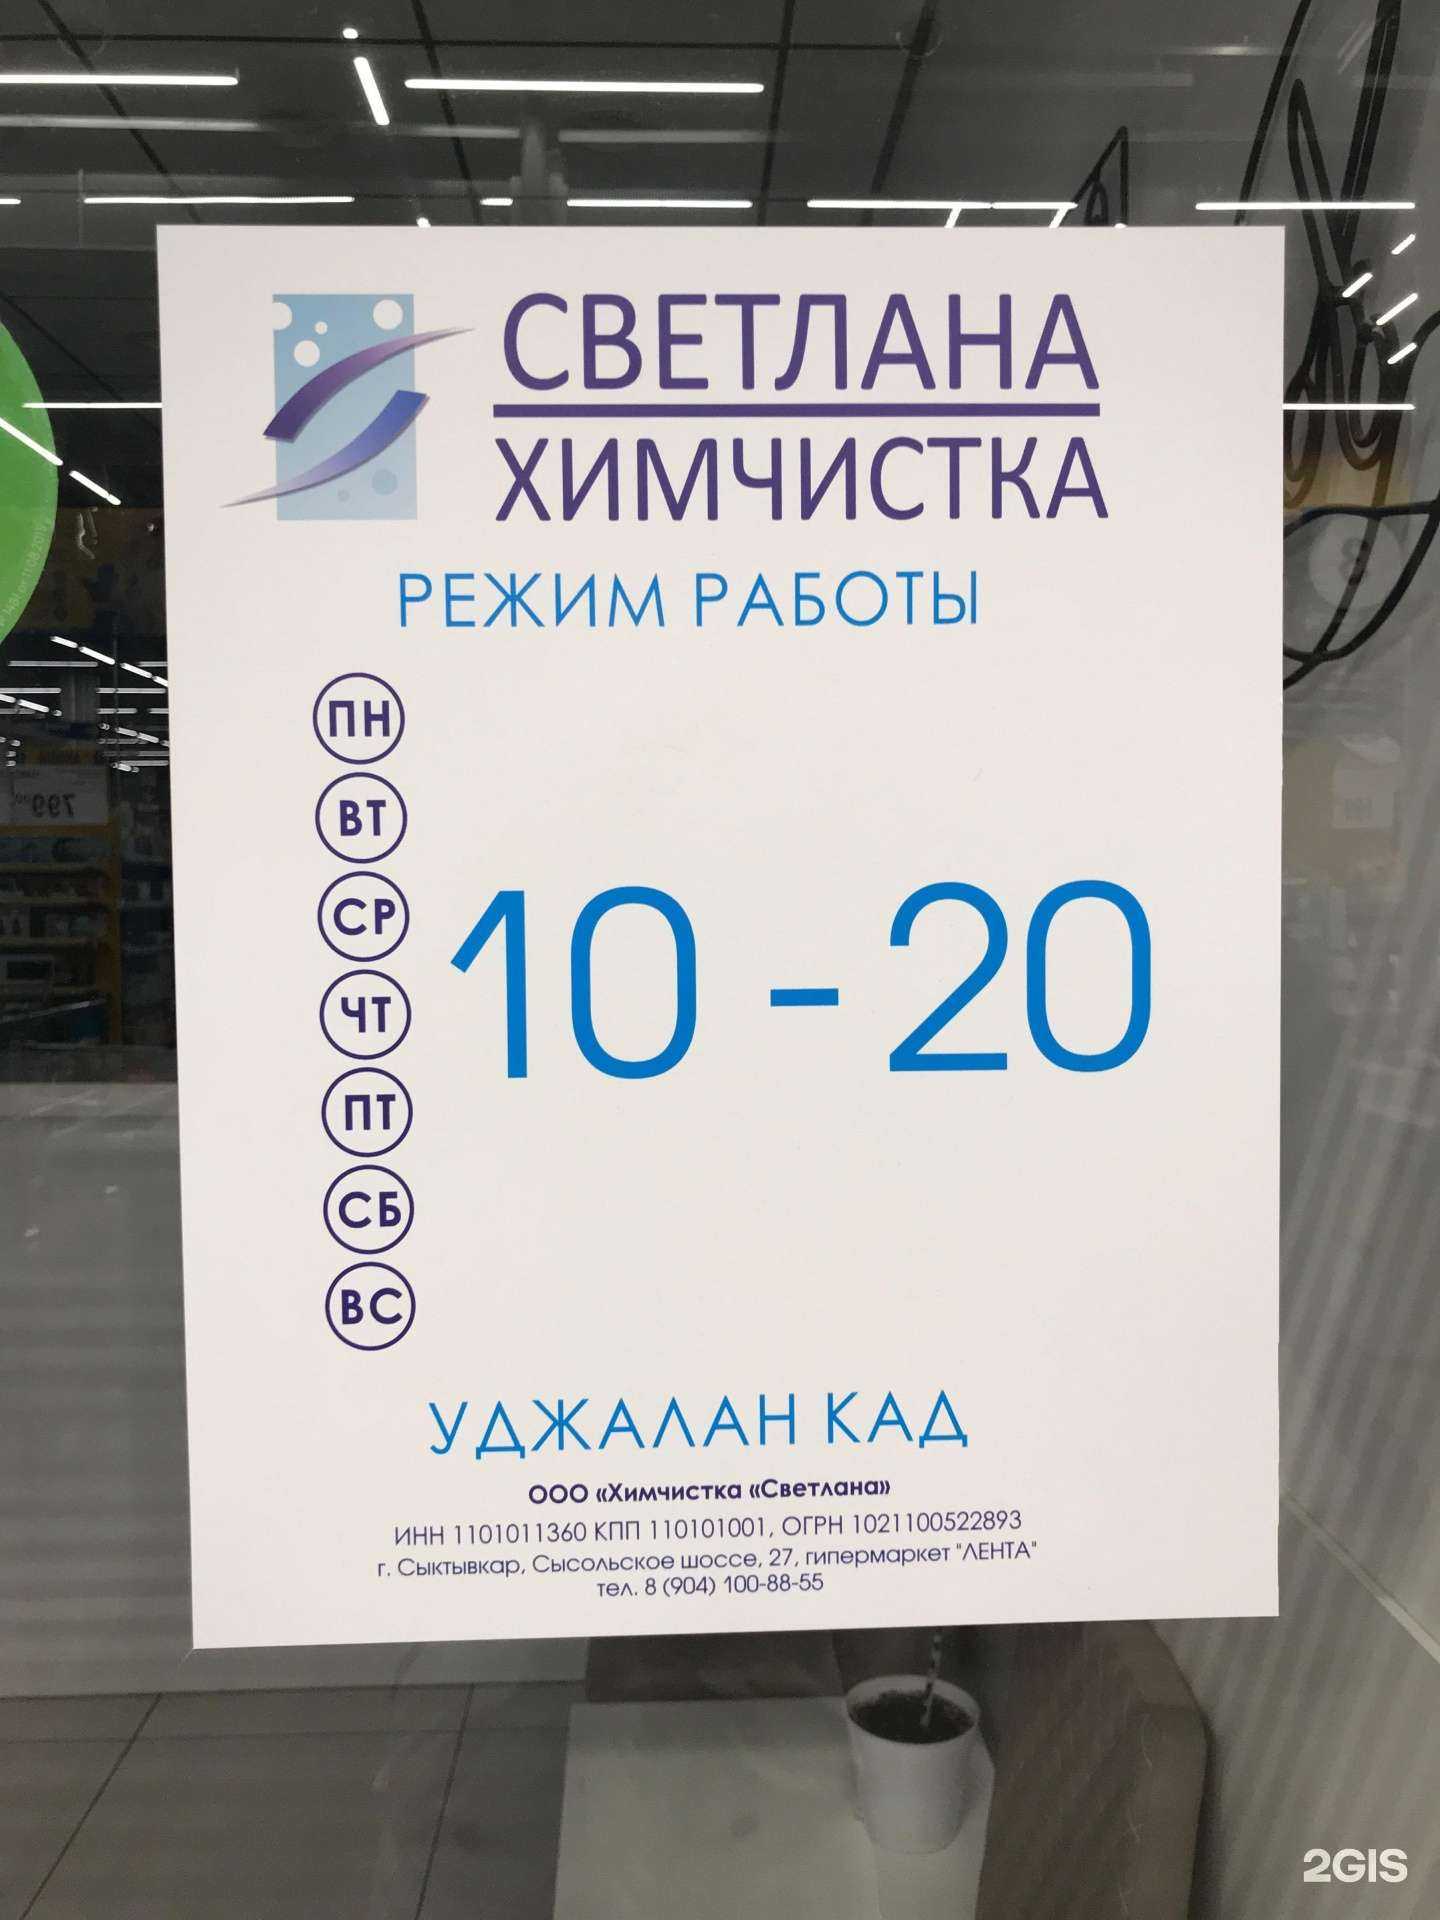 СВЕТЛАНА
ХИМЧИСТКА
РЕЖИМ РАБОТЫ
ПН
ВТ
СР
ЧТ
ПТ
СБ
ВС
10 - 20
УДЖАЛАН КАД
ООО «Химчистка «Светлана»
ИНН 1101011360 КПП 110101001, ОГРН 1021100522893
г. Сыктывкар, Сысольское шоссе, 27, гипермаркет "ЛЕНТА"
тел. 8 (904) 100-88-55
799
2GIS